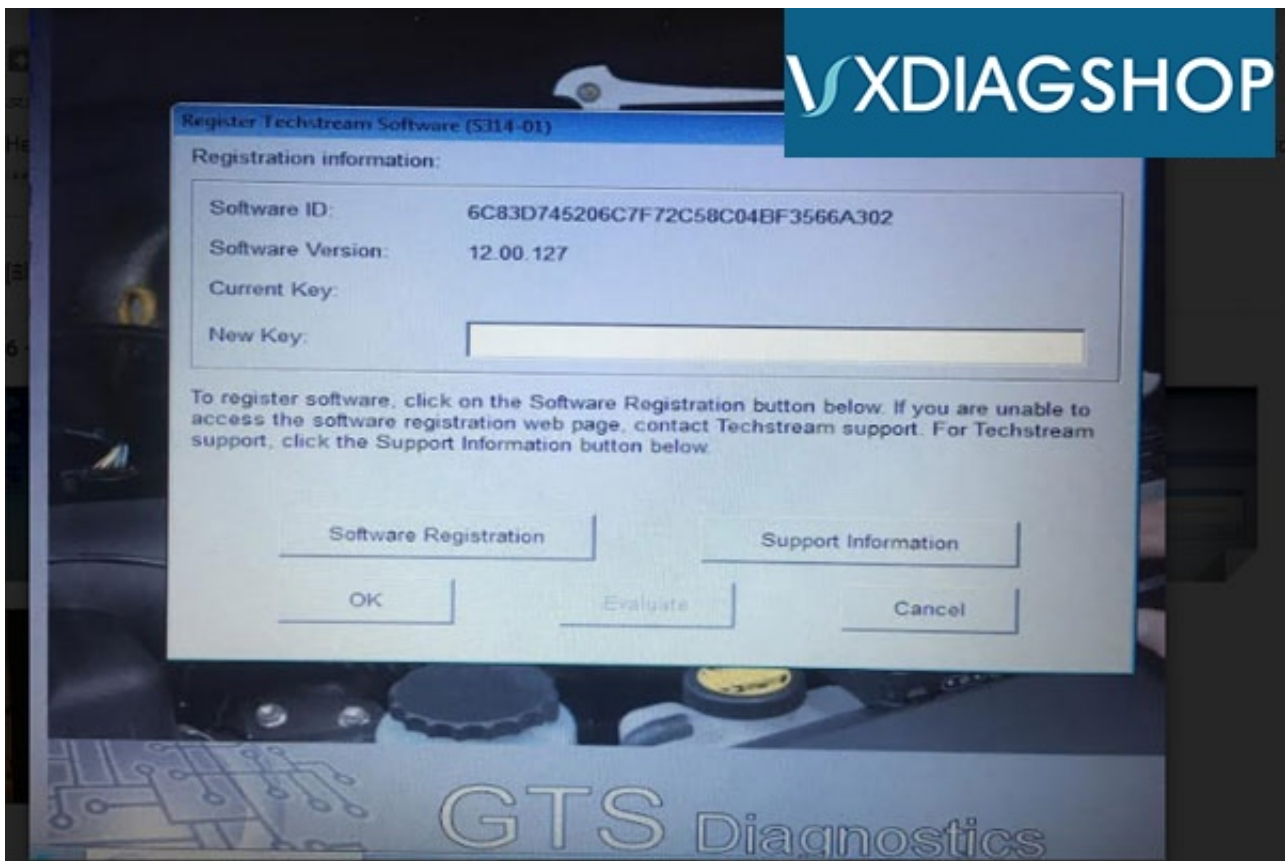 VXDIAGSHOP
Register Techstream Software (S314-01)
Registration information:
Software ID: 6C83D745206C7F72C58C04BF3566A302
Software Version: 12.00.127
Current Key:
New Key:
To register software, click on the Software Registration button below. If you are unable to
access the software registration web page, contact Techstream support. For Techstream
support, click the Support Information button below.
Software Registration Support Information
OK Evaluate Cancel
GTS Diagnostics